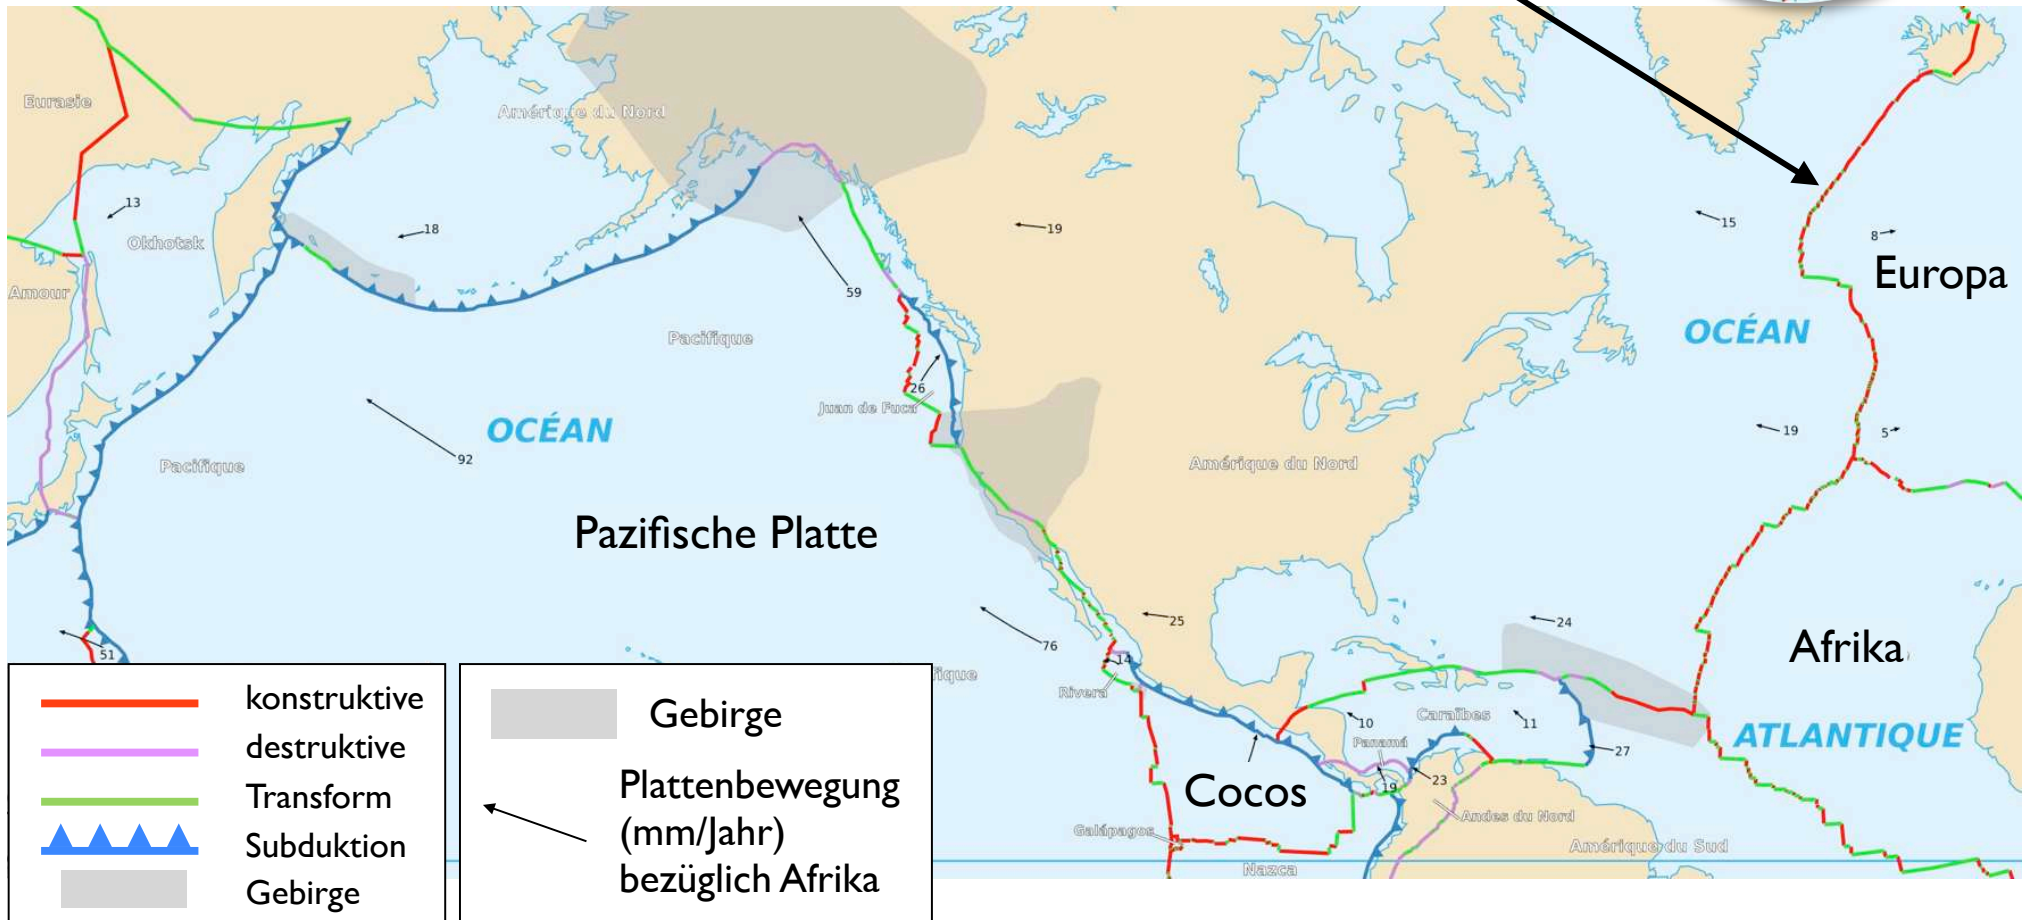 Eurasie
Amérique du Nord
13
Okhotsk
18
19
15
8
Europa
Amour
59
OCÉAN
Pacifique
26
Juan de Fuca
19
5
OCÉAN
92
Pacifique
Amérique du Nord
Pazifische Platte
76
25
24
Afrika
51
14
Rivera
ifique
10
Caraïbes
11
Panamá
27
ATLANTIQUE
Cocos
19
23
Andes du Nord
Galápagos
Amérique du Sud
Nazca
konstruktive
destruktive
Transform
Subduktion
Gebirge
Gebirge
Plattenbewegung
(mm/Jahr)
bezüglich Afrika